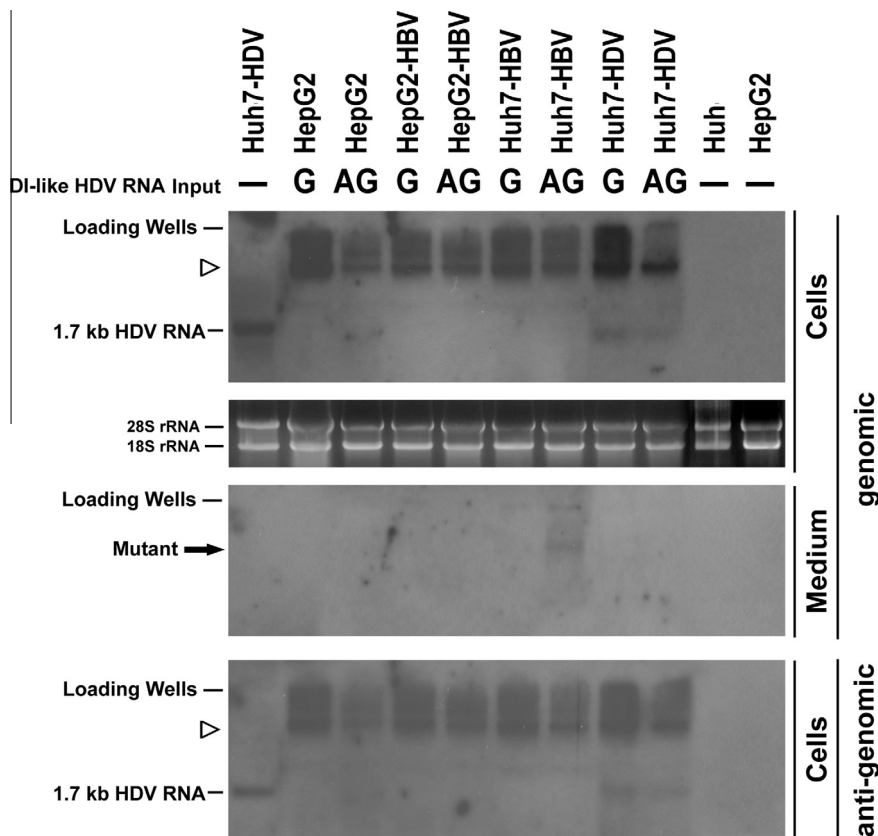 Huh7-HDV
HepG2
HepG2
HepG2-HBV
HepG2-HBV
Huh7-HBV
Huh7-HBV
Huh7-HDV
Huh7-HDV
Huh
HepG2
DI-like HDV RNA Input — G AG G AG G AG G AG — —
Loading Wells
1.7 kb HDV RNA
Cells
28S rRNA
18S rRNA
genomic
Loading Wells
Mutant
Medium
Loading Wells
1.7 kb HDV RNA
Cells
anti-genomic